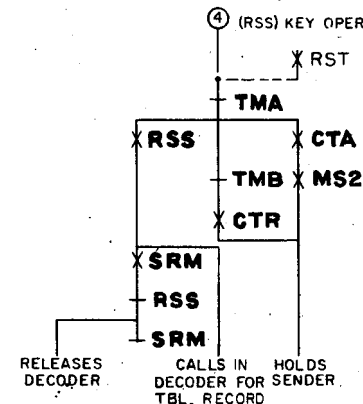 4 (RSS) KEY OPER
RST
TMA
RSS CTA
TMB MS2
CTR
SRM
RSS
SRM
RELEASES DECODER
CALLS IN DECODER FOR TBL. RECORD
HOLDS SENDER